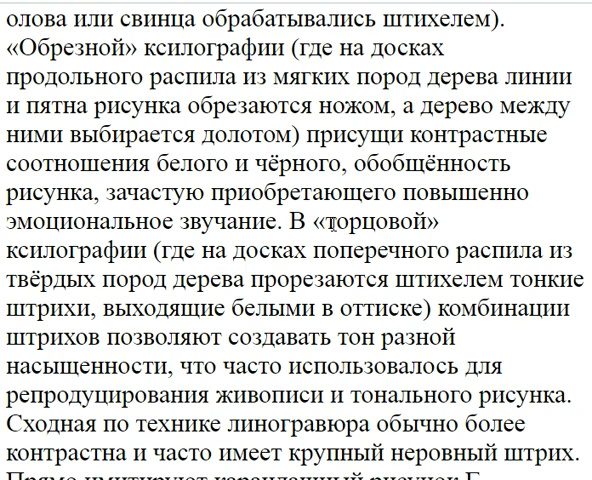 олова или свинца обрабатывались штихелем).
«Обрезной» ксилографии (где на досках
продольного распила из мягких пород дерева линии
и пятна рисунка обрезаются ножом, а дерево между
ними выбирается долотом) присущи контрастные
соотношения белого и чёрного, обобщённость
рисунка, зачастую приобретающего повышенно
эмоциональное звучание. В «торцовой»
ксилографии (где на досках поперечного распила из
твёрдых пород дерева прорезаются штихелем тонкие
штрихи, выходящие белыми в оттиске) комбинации
штрихов позволяют создавать тон разной
насыщенности, что часто использовалось для
репродуцирования живописи и тонального рисунка.
Сходная по технике линогравюра обычно более
контрастна и часто имеет крупный неровный штрих.
Прямо имитируют карандашный рисунок Г